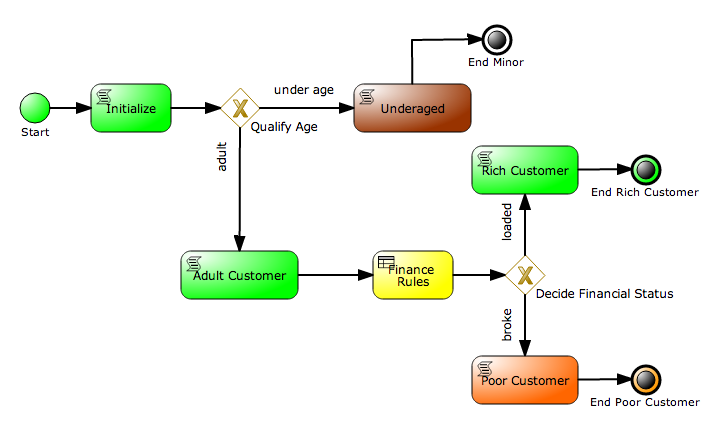 End Minor
under age
Start
Initialize
Underaged
Qualify Age
adult
Rich Customer
End Rich Customer
loaded
Adult Customer
Finance
Rules
Decide Financial Status
broke
Poor Customer
End Poor Customer